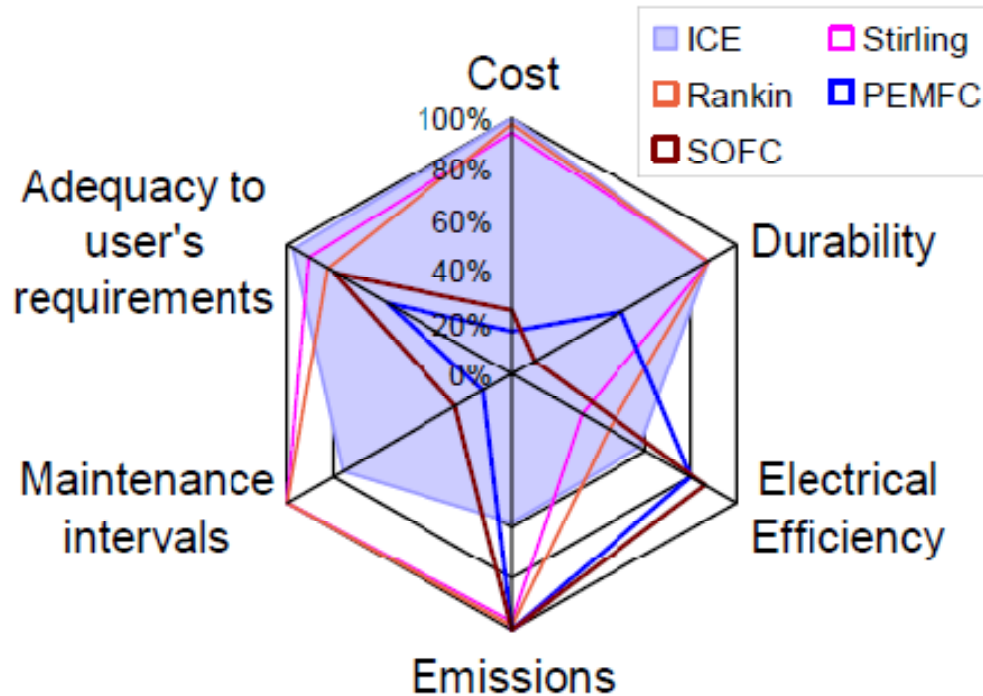 ICE
Stirling
Rankin
PEMFC
SOFC
Cost
100%
80%
60%
40%
20%
0%
Adequacy to
user's
requirements
Durability
Maintenance
intervals
Electrical
Efficiency
Emissions